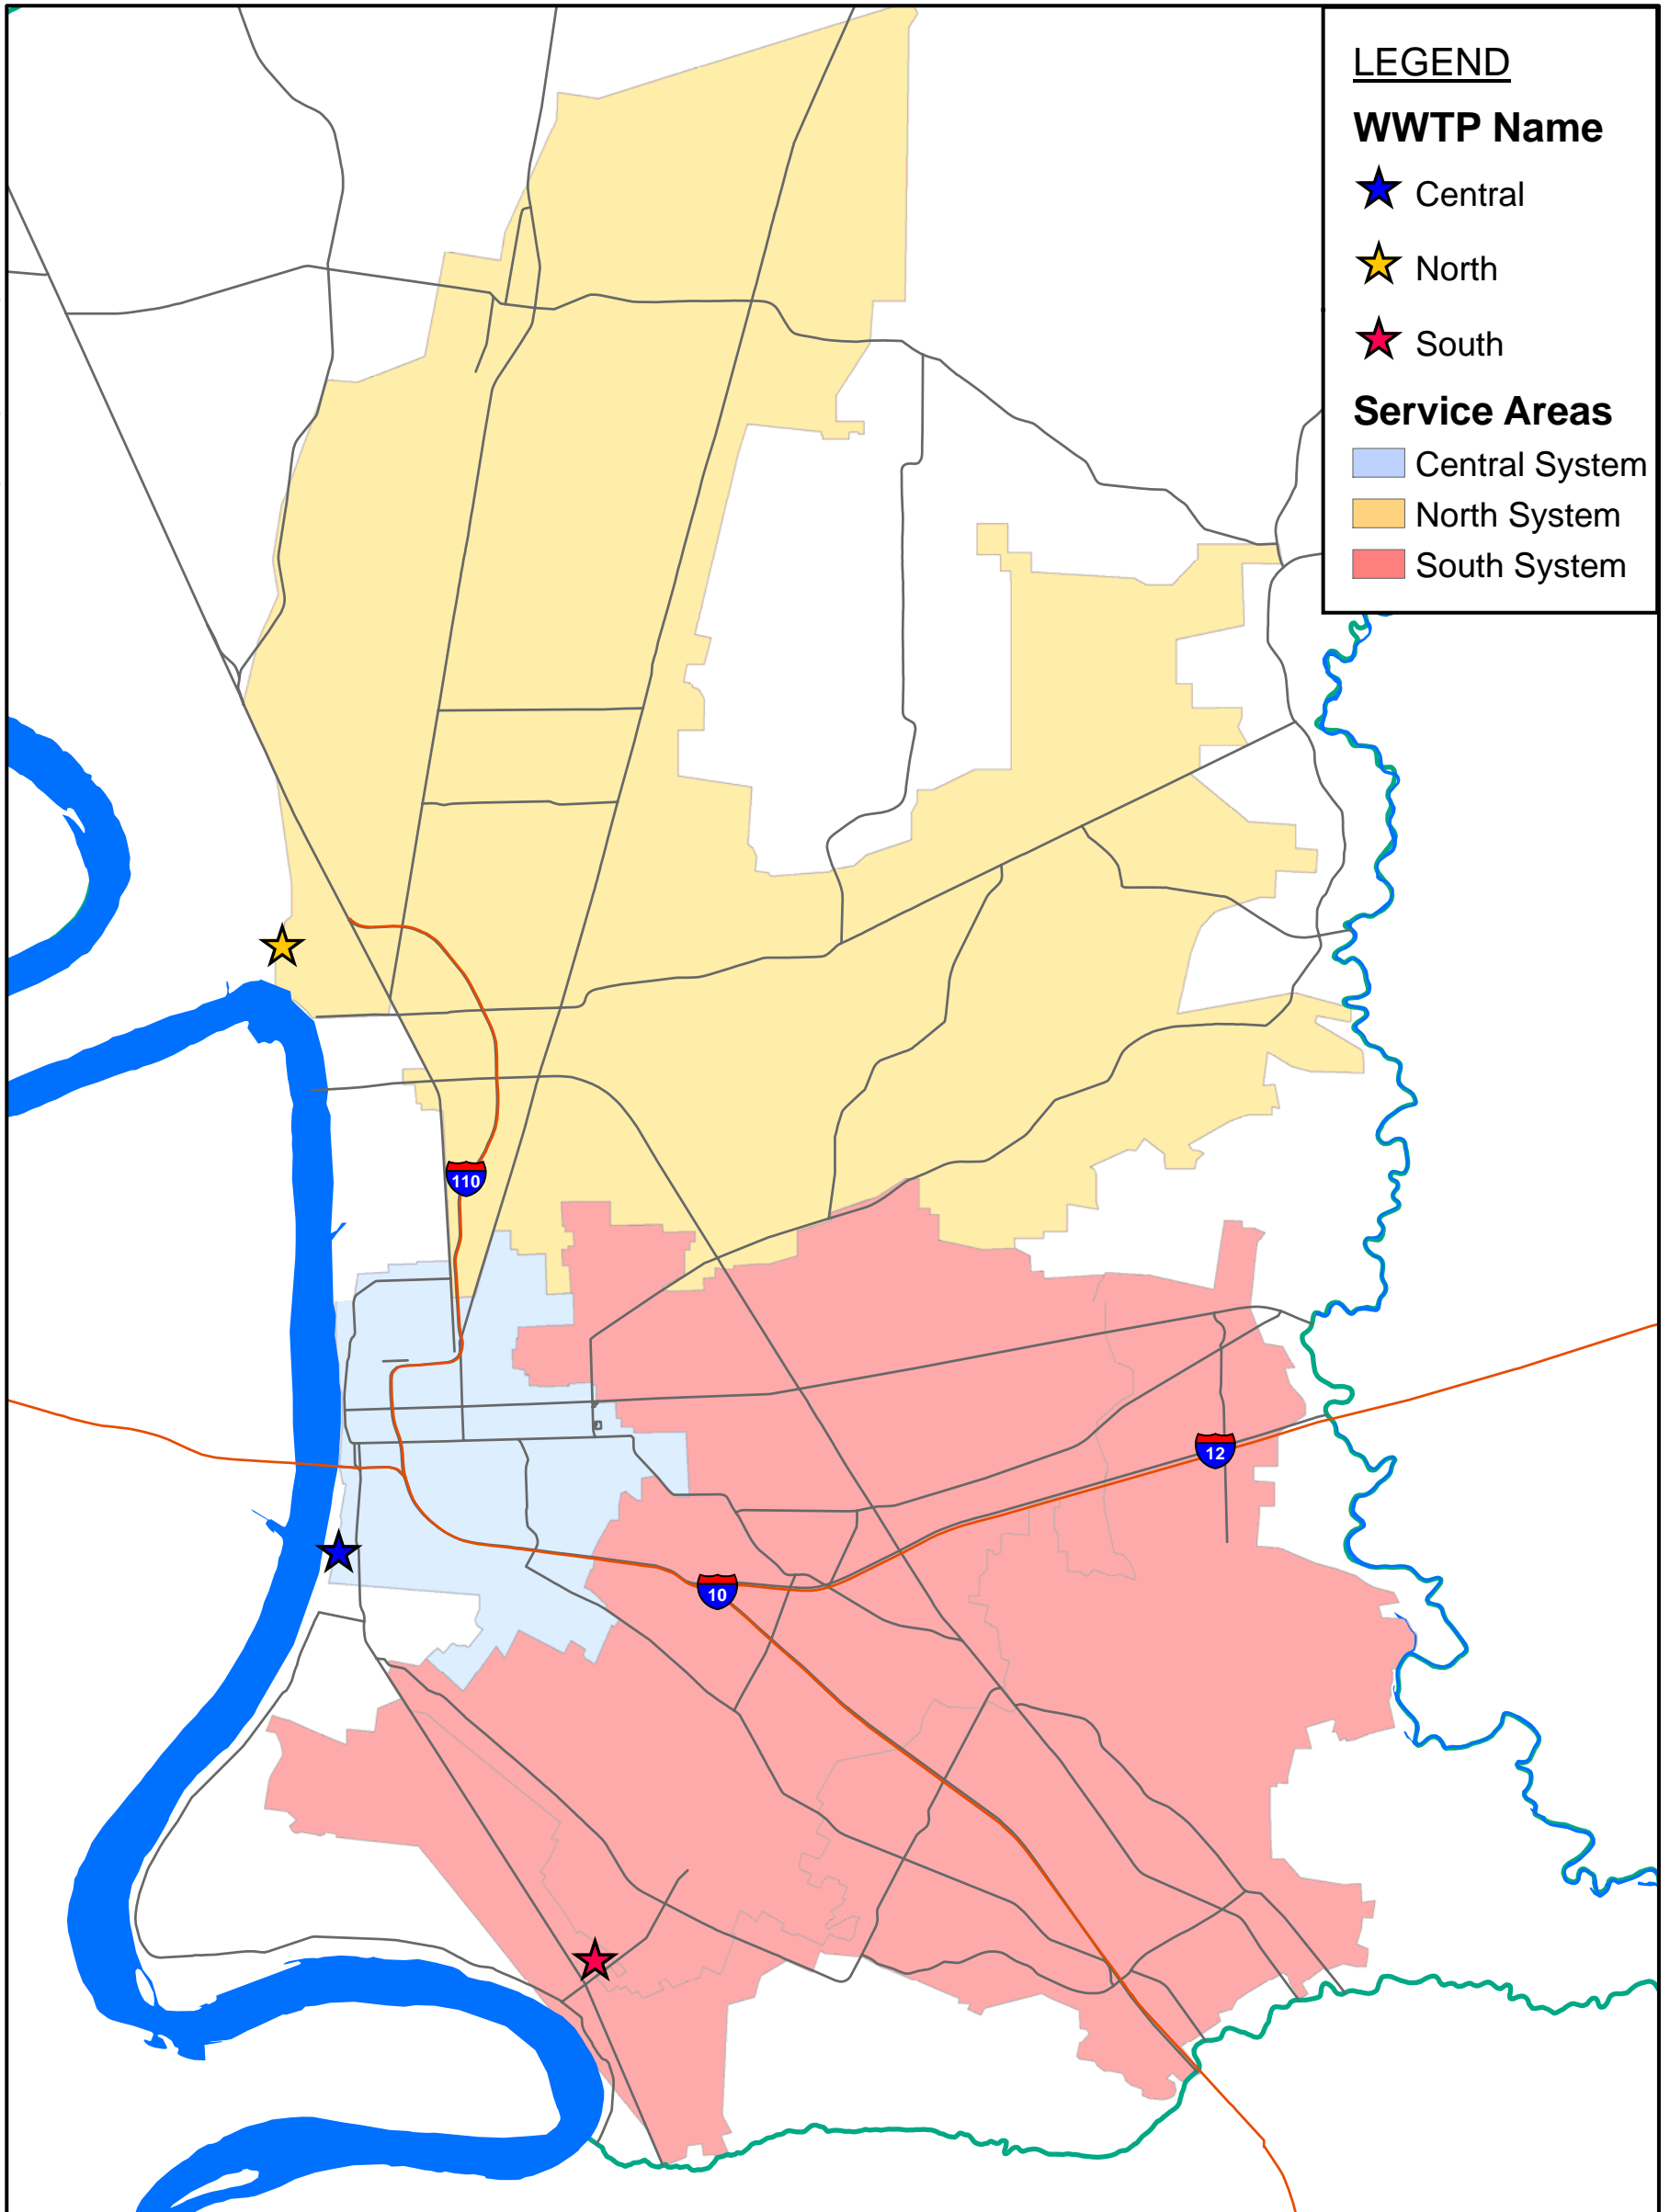 LEGEND
WWTP Name
Central
North
South
Service Areas
Central System
North System
South System
110
12
10